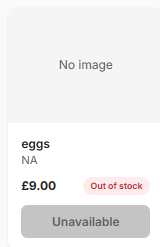 No image
eggs
NA
£9.00 Out of stock
Unavailable